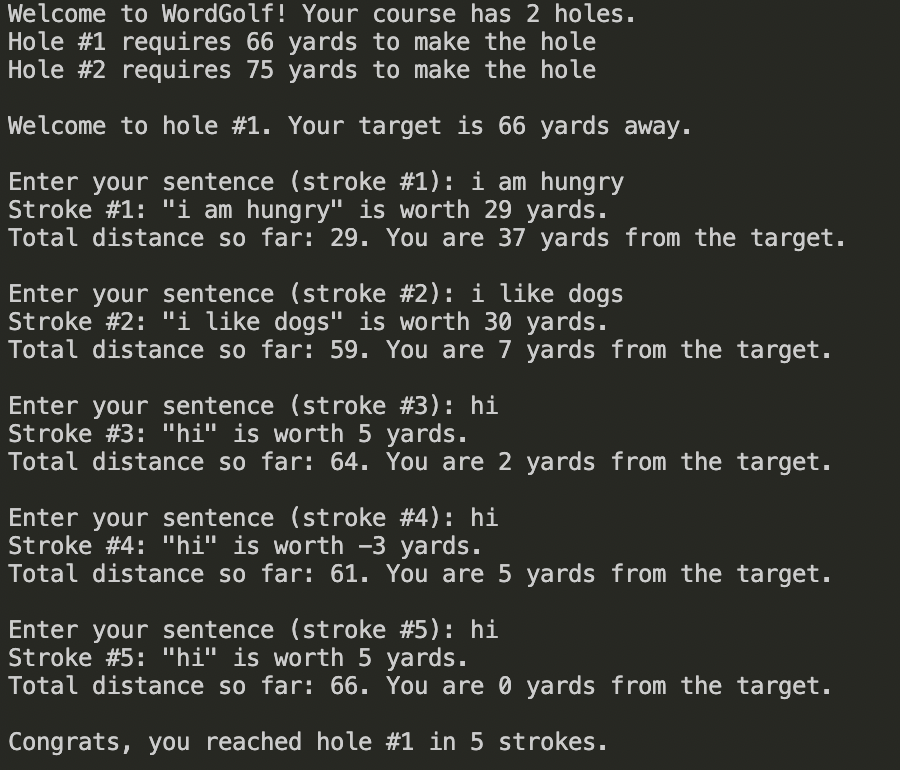 Welcome to WordGolf! Your course has 2 holes.
Hole #1 requires 66 yards to make the hole
Hole #2 requires 75 yards to make the hole
Welcome to hole #1. Your target is 66 yards away.
Enter your sentence (stroke #1): i am hungry
Stroke #1: "i am hungry" is worth 29 yards.
Total distance so far: 29. You are 37 yards from the target.
Enter your sentence (stroke #2): i like dogs
Stroke #2: "i like dogs" is worth 30 yards.
Total distance so far: 59. You are 7 yards from the target.
Enter your sentence (stroke #3): hi
Stroke #3: "hi" is worth 5 yards.
Total distance so far: 64. You are 2 yards from the target.
Enter your sentence (stroke #4): hi
Stroke #4: "hi" is worth -3 yards.
Total distance so far: 61. You are 5 yards from the target.
Enter your sentence (stroke #5): hi
Stroke #5: "hi" is worth 5 yards.
Total distance so far: 66. You are 0 yards from the target.
Congrats, you reached hole #1 in 5 strokes.